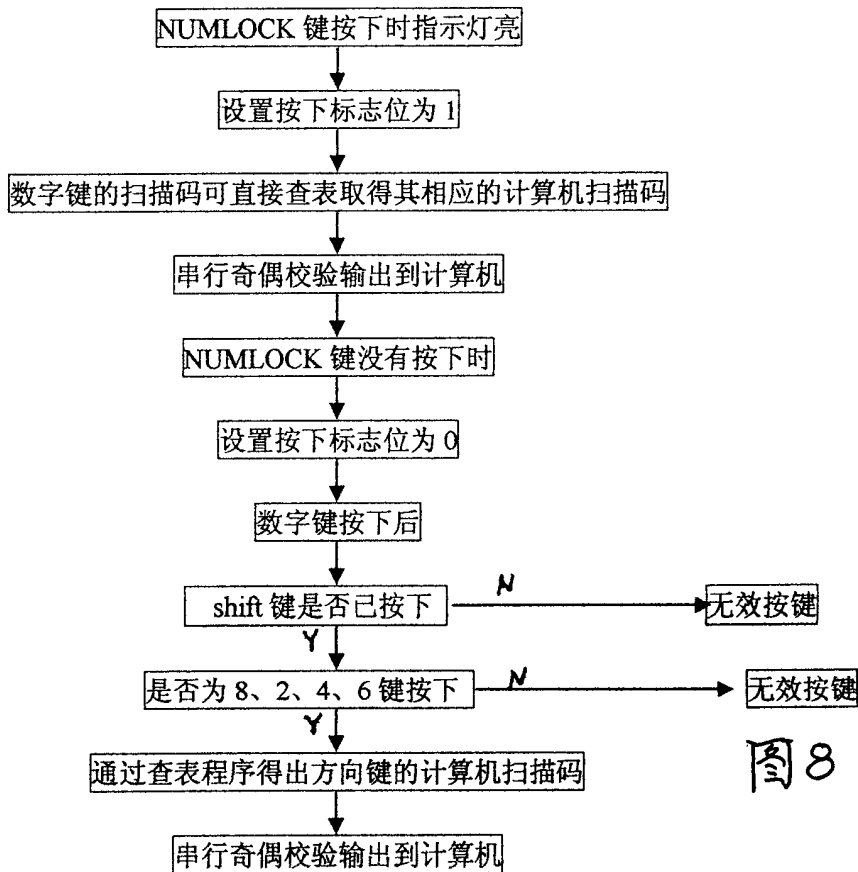 NUMLOCK 键按下时指示灯亮
设置按下标志位为 1
数字键的扫描码可直接查表取得其相应的计算机扫描码
串行奇偶校验输出到计算机
NUMLOCK 键没有按下时
设置按下标志位为 0
数字键按下后
shift 键是否已按下
N
无效按键
Y
是否为 8、2、4、6 键按下
N
无效按键
Y
通过查表程序得出方向键的计算机扫描码
图8
串行奇偶校验输出到计算机